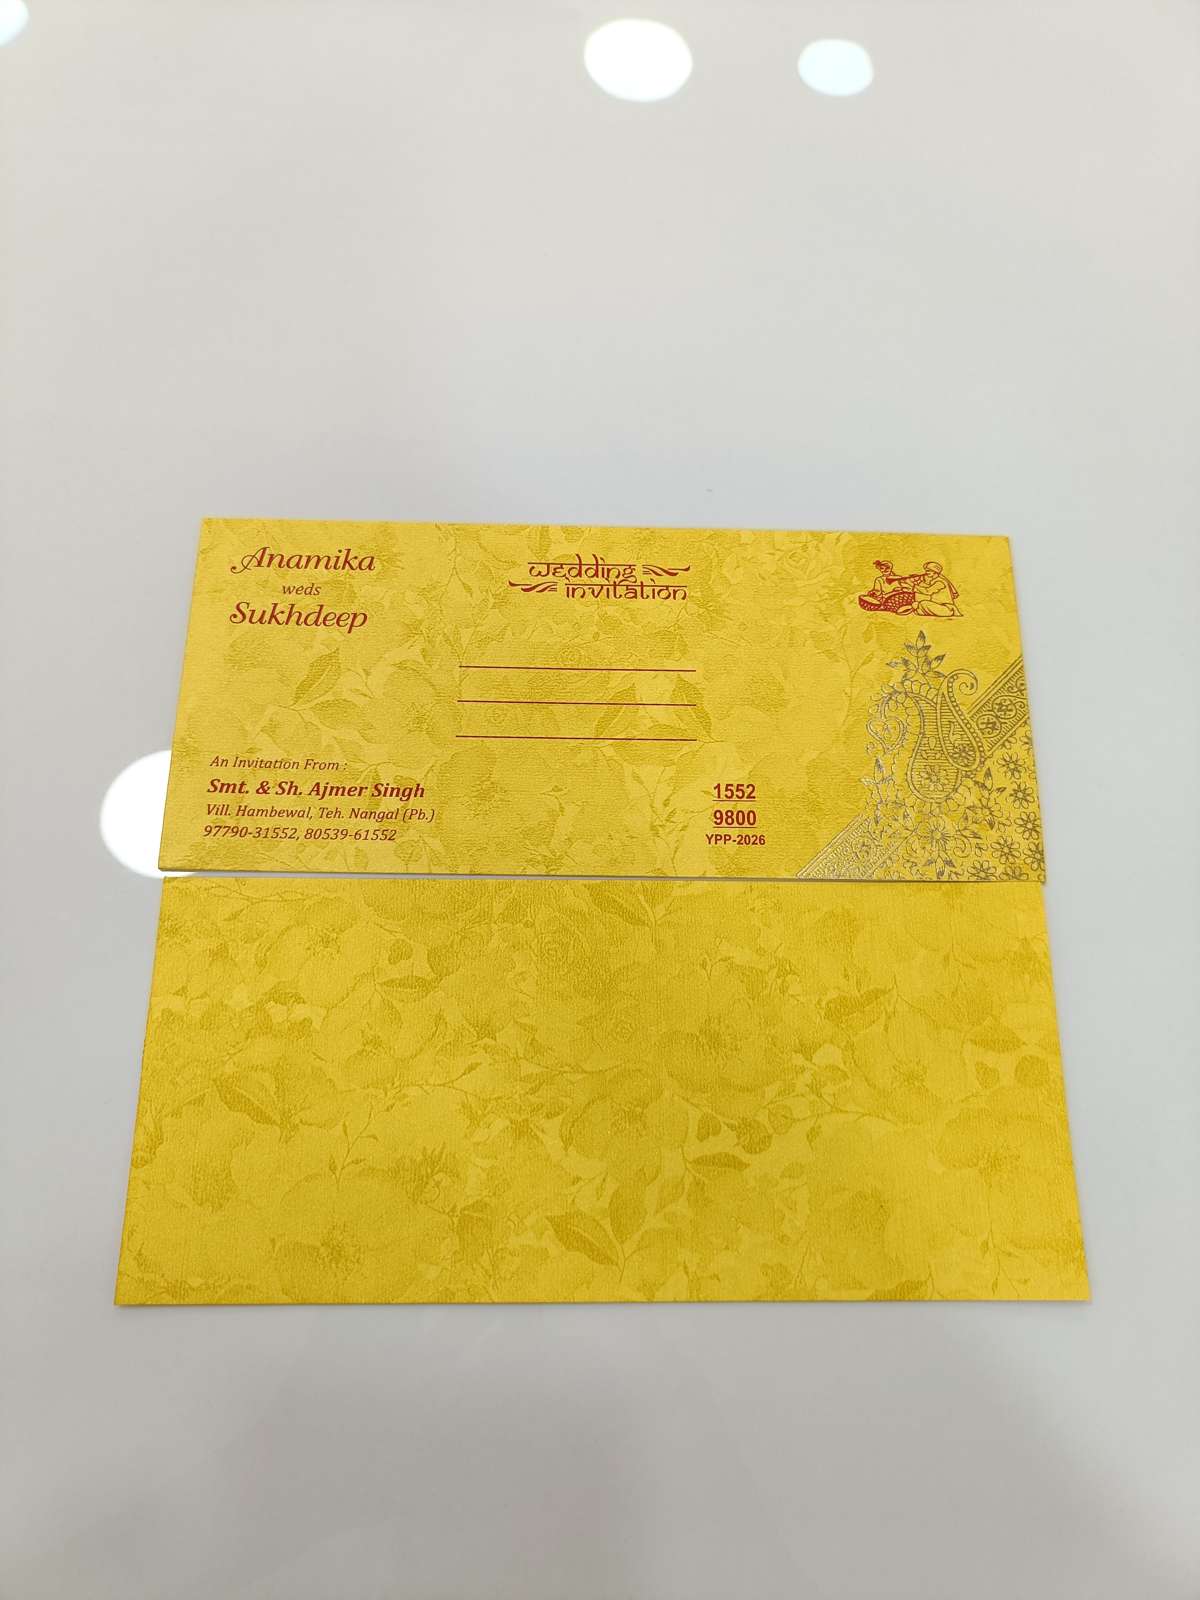 Anamika
weds
Sukhdeep
wedding
invitation
An Invitation From :
Smt. & Sh. Ajmer Singh
Vill. Hambewal, Teh. Nangal (Pb.)
97790-31552, 80539-61552
1552
9800
YPP-2026